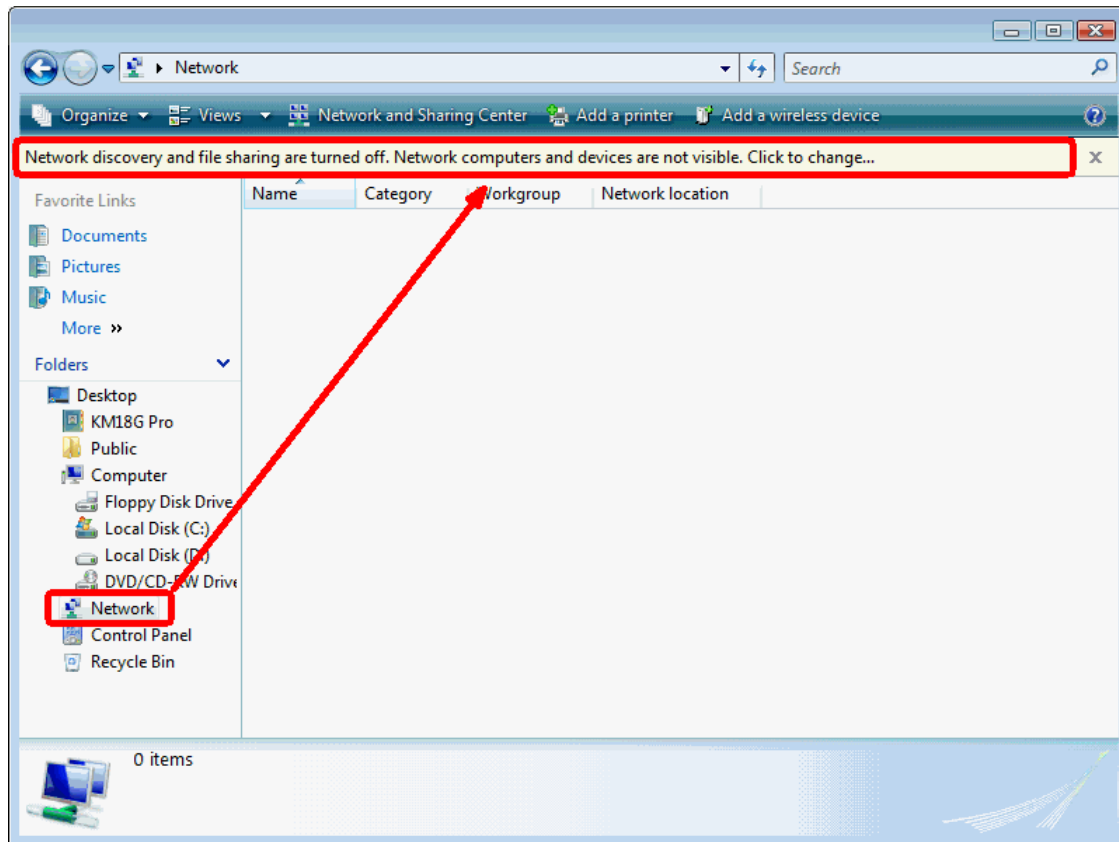 Network
Search
Organize Views Network and Sharing Center Add a printer Add a wireless device
Network discovery and file sharing are turned off. Network computers and devices are not visible. Click to change...
Favorite Links
Name Category Workgroup Network location
Documents
Pictures
Music
More »
Folders
Desktop
KM18G Pro
Public
Computer
Floppy Disk Drive
Local Disk (C:)
Local Disk (D:)
DVD/CD-RW Drive
Network
Control Panel
Recycle Bin
0 items